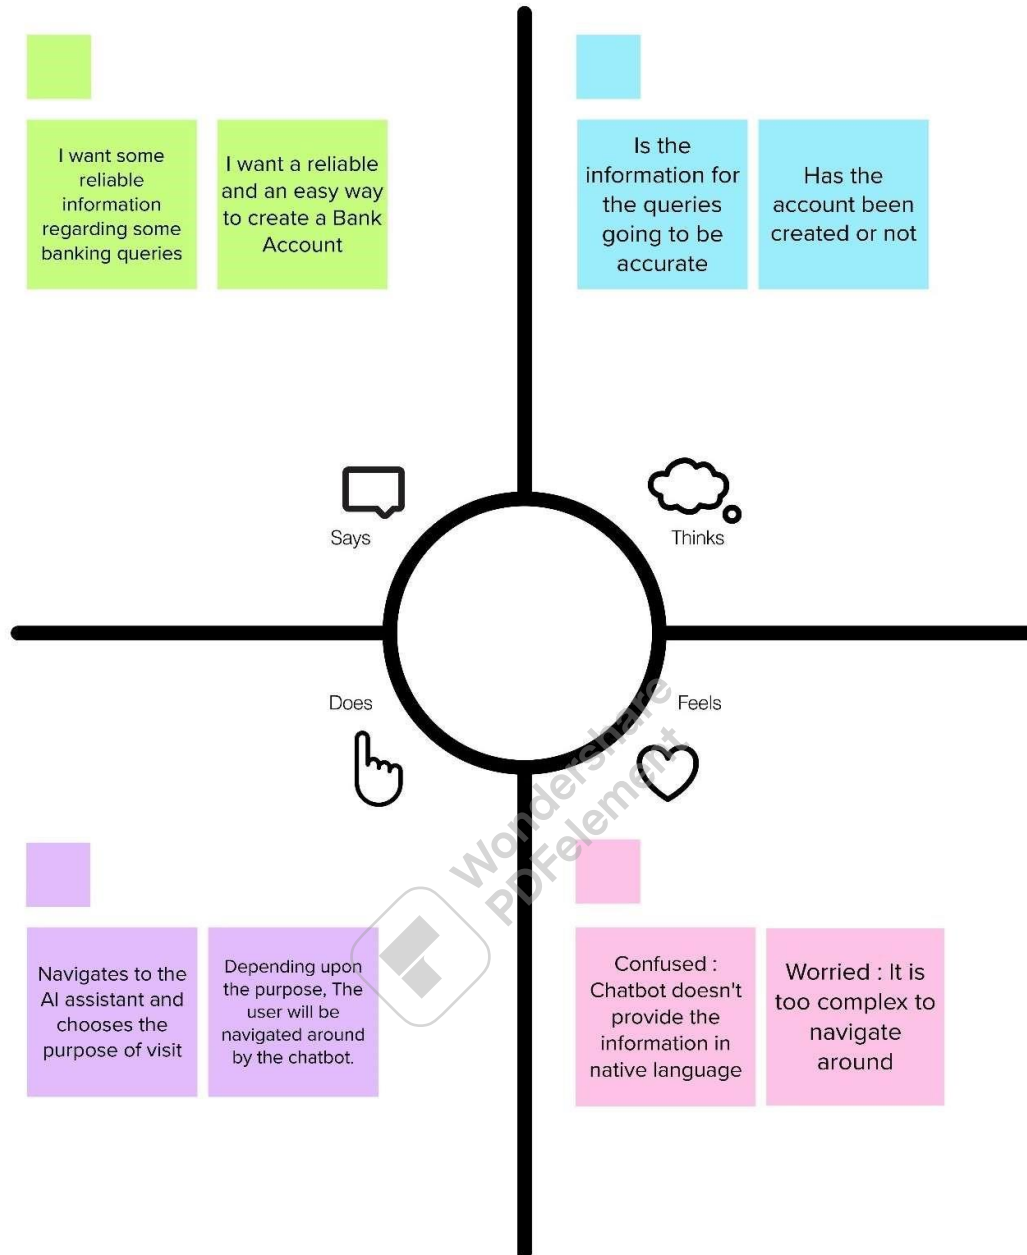 I want some
reliable
information
regarding some
banking queries
I want a reliable
and an easy way
to create a Bank
Account
Is the
information for
the queries
going to be
accurate
Has the
account been
created or not
Says
Thinks
Does
Feels
Wondershare
PDFelement
Navigates to the
AI assistant and
chooses the
purpose of visit
Depending upon
the purpose, The
user will be
navigated around
by the chatbot.
Confused :
Chatbot doesn't
provide the
information in
native language
Worried : It is
too complex to
navigate
around